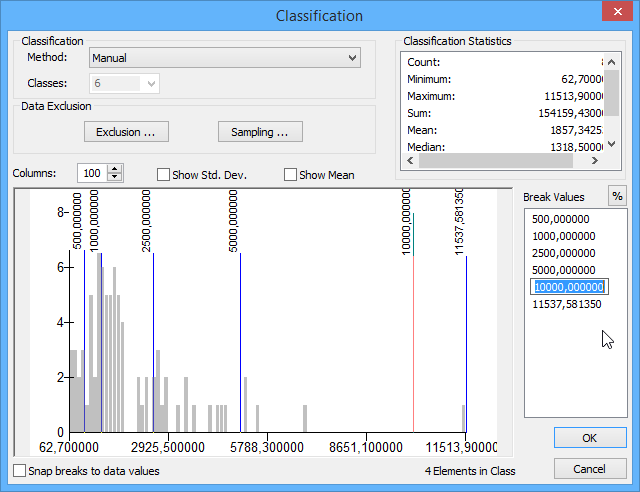 Classification
Classification
Method: Manual
Classes: 6
Data Exclusion
Exclusion ...
Sampling ...
Classification Statistics
Count:
Minimum: 62,7000
Maximum: 11513,9000
Sum: 154159,43000
Mean: 1857,34253
Median: 1318,5000
Columns: 100
Show Std. Dev.
Show Mean
Break Values
%
500,000000
1000,000000
2500,000000
5000,000000
10000,000000
11537,581350
8
6
4
2
0
500,000000
1000,000000
2500,000000
5000,000000
10000,000000
11537,581350
62,700000 2925,500000 5788,300000 8651,100000 11513,90000
Snap breaks to data values
4 Elements in Class
OK
Cancel